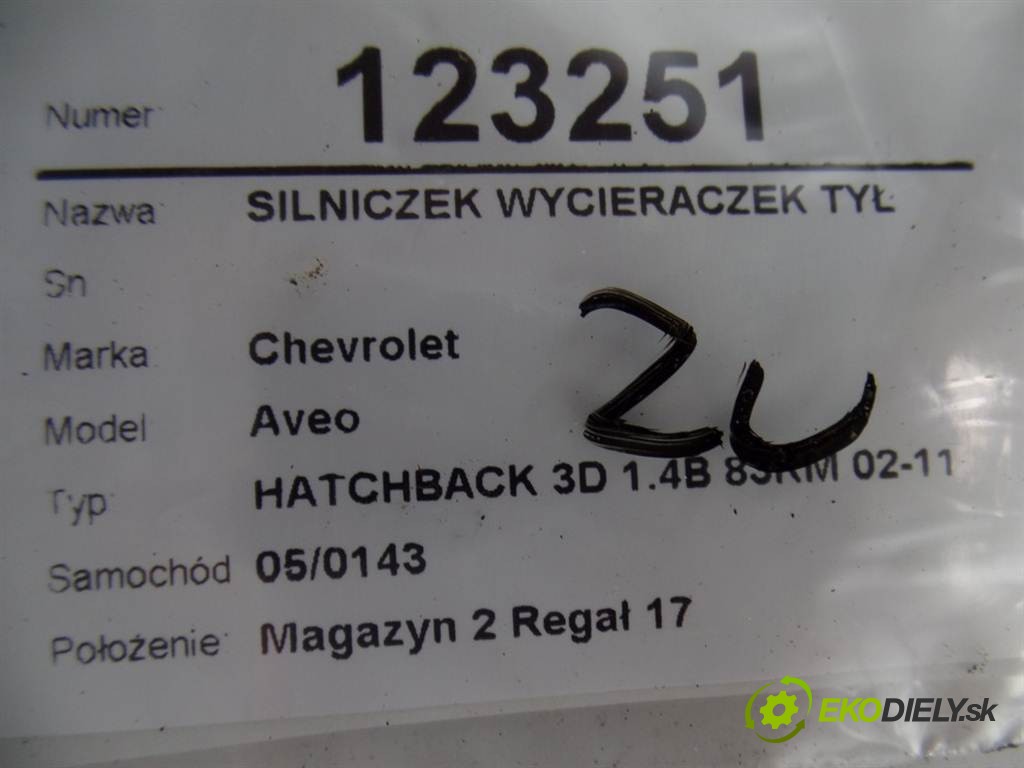 Numer 123251
Nazwa SILNICZEK WYCIERACZEK TYŁ
Sn
Marka Chevrolet
Model Aveo
Typ HATCHBACK 3D 1.4B 83KM 02-11
Samochód 05/0143
Położenie Magazyn 2 Regał 17
EKODIELY.sk